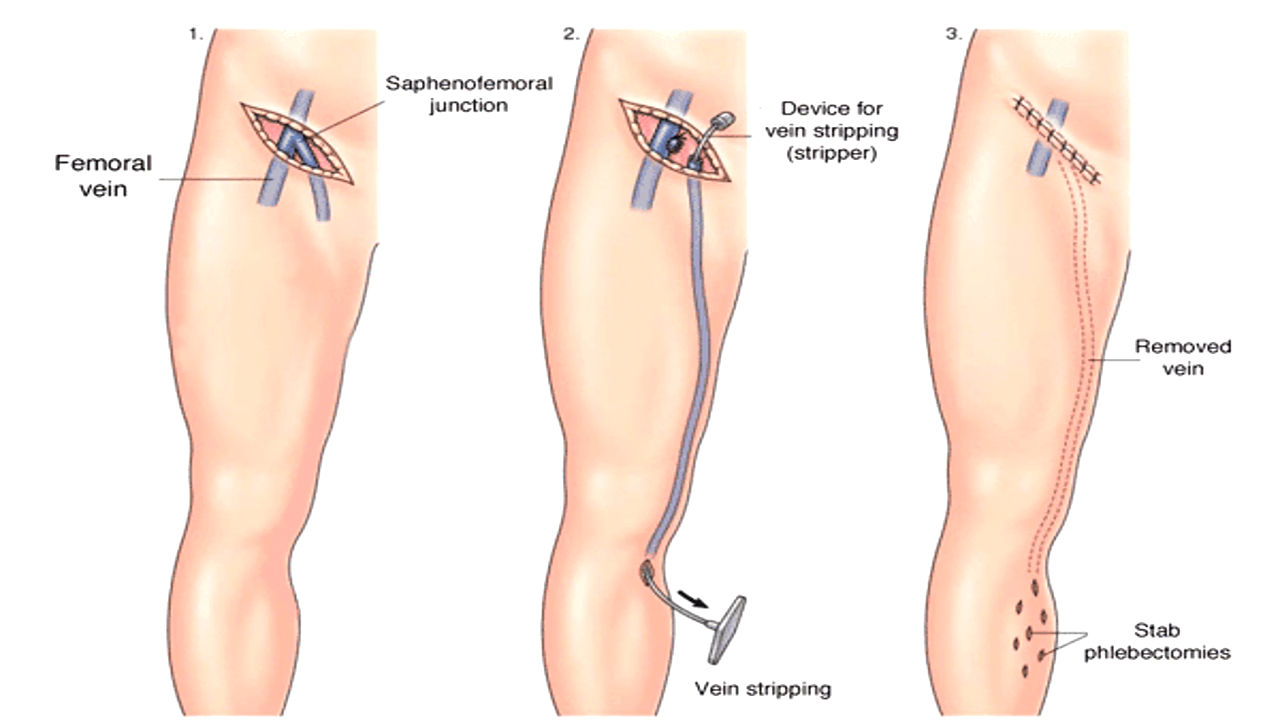 1.
Saphenofemoral
junction
Femoral
vein
2.
Device for
vein stripping
(stripper)
Vein stripping
3.
Removed
vein
Stab
phlebectomies